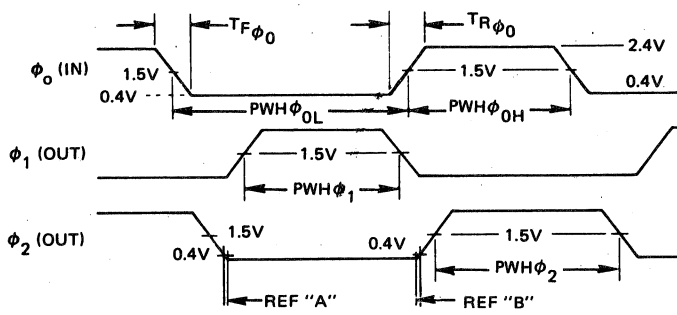 TFφ0 TRφ0
2.4V
φo (IN) 1.5V 1.5V
0.4V 0.4V
PWHφ0L PWHφ0H
φ1 (OUT) 1.5V
PWHφ1
φ2 (OUT) 1.5V 1.5V
0.4V 0.4V
PWHφ2
REF "A" REF "B"